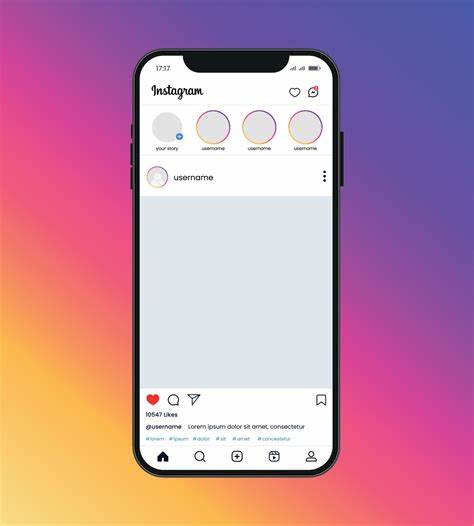 17:17
Instagram
your story username username username
username
10547 Likes
@username Lorem ipsum dolor sit amet, consectetur
#lorem #ipsum #dolor #sit #amet #consectetur